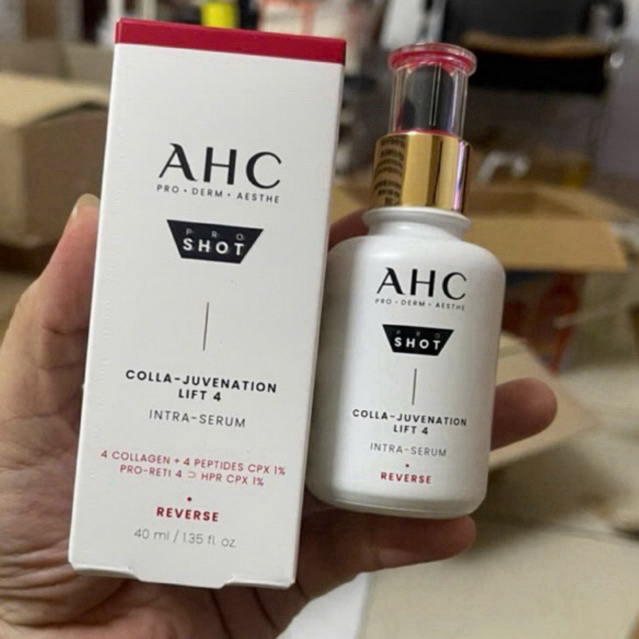 AHC
PRO • DERM • AESTHE
PRO
SHOT
COLLA-JUVENATION
LIFT 4
INTRA-SERUM
4 COLLAGEN + 4 PEPTIDES CPX 1%
PRO-RETI 4 ⊃ HPR CPX 1%
REVERSE
40 ml / 1.35 fl. oz.
AHC
PRO • DERM • AESTHE
PRO
SHOT
COLLA-JUVENATION
LIFT 4
INTRA-SERUM
REVERSE